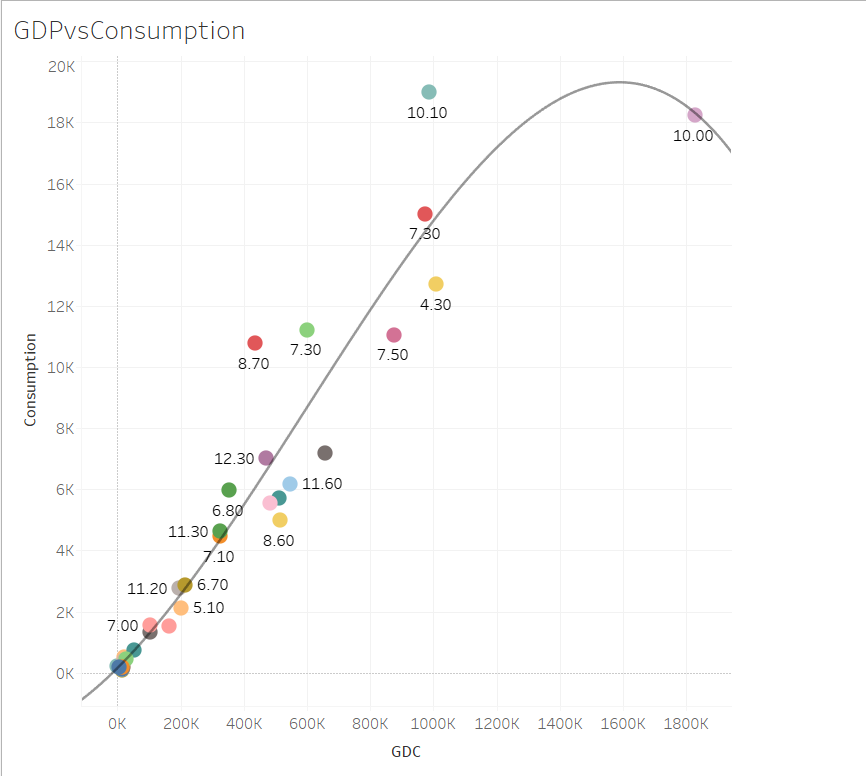 GDPvsConsumption
20K
10.10
18K
10.00
16K
7.30
14K
4.30
12K
7.30
7.50
8.70
10K
Consumption
8K
12.30
11.60
6K
6.80
11.30
8.60
4K
7.10
11.20
6.70
5.10
2K
7.00
0K
0K 200K 400K 600K 800K 1000K 1200K 1400K 1600K 1800K
GDC